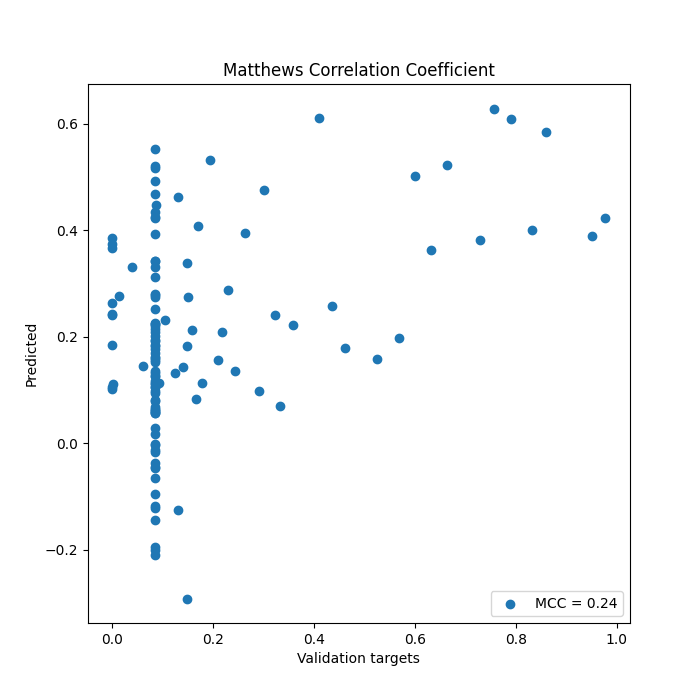 Matthews Correlation Coefficient
Predicted
0.6
0.4
0.2
0.0
−0.2
0.0 0.2 0.4 0.6 0.8 1.0
Validation targets
MCC = 0.24